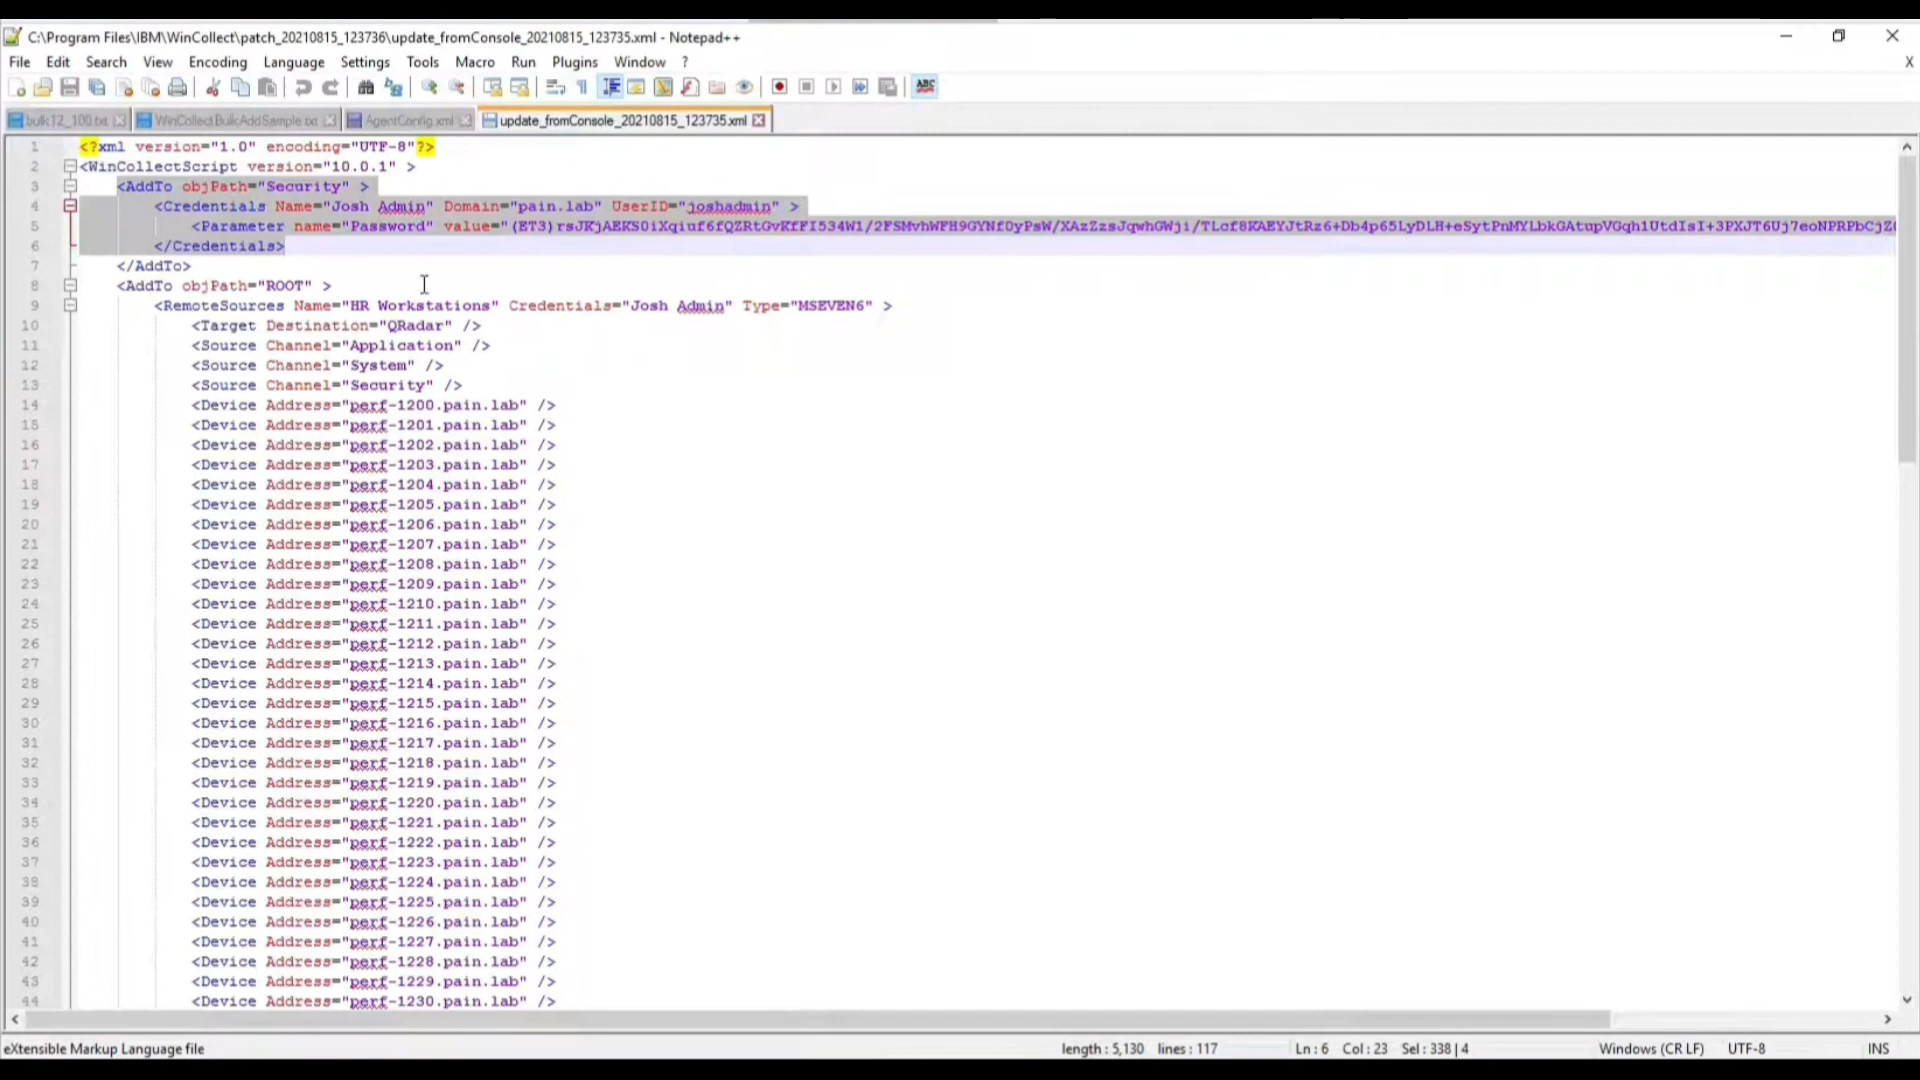 C:\Program Files\IBM\WinCollect\patch_20210815_123736\update_fromConsole_20210815_123735.xml - Notepad++
File Edit Search View Encoding Language Settings Tools Macro Run Plugins Window ? X
bulk12_100.txt WinCollectBulkAddSample.txt AgentConfig.xml update_fromConsole_20210815_123735.xml
1 <?xml version="1.0" encoding="UTF-8"?>
2 <WinCollectScript version="10.0.1" >
3 <AddTo objPath="Security" >
4 <Credentials Name="Josh Admin" Domain="pain.lab" UserID="joshadmin" >
5 <Parameter name="Password" value="
6 </Credentials>
7 </AddTo>
8 <AddTo objPath="ROOT" >
9 <RemoteSources Name="HR Workstations" Credentials="Josh Admin" Type="MSEVEN6" >
10 <Target Destination="QRadar" />
11 <Source Channel="Application" />
12 <Source Channel="System" />
13 <Source Channel="Security" />
14 <Device Address="perf-1200.pain.lab" />
15 <Device Address="perf-1201.pain.lab" />
16 <Device Address="perf-1202.pain.lab" />
17 <Device Address="perf-1203.pain.lab" />
18 <Device Address="perf-1204.pain.lab" />
19 <Device Address="perf-1205.pain.lab" />
20 <Device Address="perf-1206.pain.lab" />
21 <Device Address="perf-1207.pain.lab" />
22 <Device Address="perf-1208.pain.lab" />
23 <Device Address="perf-1209.pain.lab" />
24 <Device Address="perf-1210.pain.lab" />
25 <Device Address="perf-1211.pain.lab" />
26 <Device Address="perf-1212.pain.lab" />
27 <Device Address="perf-1213.pain.lab" />
28 <Device Address="perf-1214.pain.lab" />
29 <Device Address="perf-1215.pain.lab" />
30 <Device Address="perf-1216.pain.lab" />
31 <Device Address="perf-1217.pain.lab" />
32 <Device Address="perf-1218.pain.lab" />
33 <Device Address="perf-1219.pain.lab" />
34 <Device Address="perf-1220.pain.lab" />
35 <Device Address="perf-1221.pain.lab" />
36 <Device Address="perf-1222.pain.lab" />
37 <Device Address="perf-1223.pain.lab" />
38 <Device Address="perf-1224.pain.lab" />
39 <Device Address="perf-1225.pain.lab" />
40 <Device Address="perf-1226.pain.lab" />
41 <Device Address="perf-1227.pain.lab" />
42 <Device Address="perf-1228.pain.lab" />
43 <Device Address="perf-1229.pain.lab" />
44 <Device Address="perf-1230.pain.lab" />
eXtensible Markup Language file length : 5,130 lines : 117 Ln : 6 Col : 23 Sel : 338 | 4 Windows (CR LF) UTF-8 INS